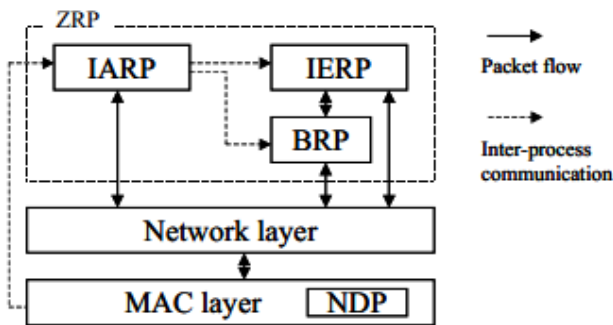 ZRP
IARP
IERP
BRP
Network layer
MAC layer
NDP
Packet flow
Inter-process
communication